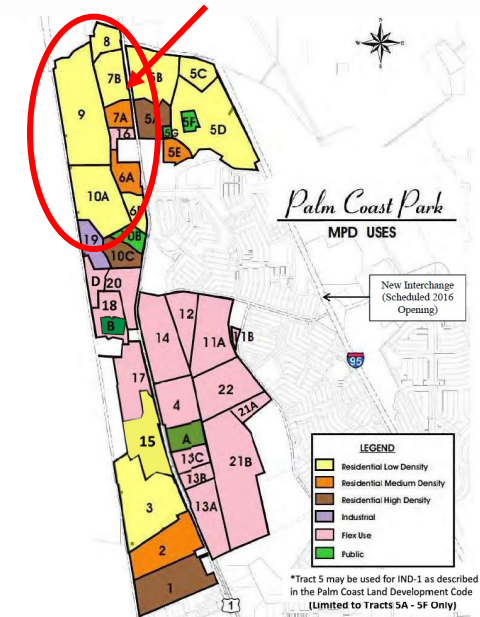 8
7B
5B
5C
9
7A
5A
5F
5D
16
5G
5E
6A
10A
19
10C
D
20
18
B
17
12
14
11A
11B
22
4
21A
A
15
13C
21B
13B
3
13A
2
1
Palm Coast Park
MPD USES
New Interchange
(Scheduled 2016
Opening)
95
LEGEND
Residential Low Density
Residential Medium Density
Residential High Density
Industrial
Flex Use
Public
*Tract 5 may be used for IND-1 as described
in the Palm Coast Land Development Code
(Limited to Tracts 5A - 5F Only)
1